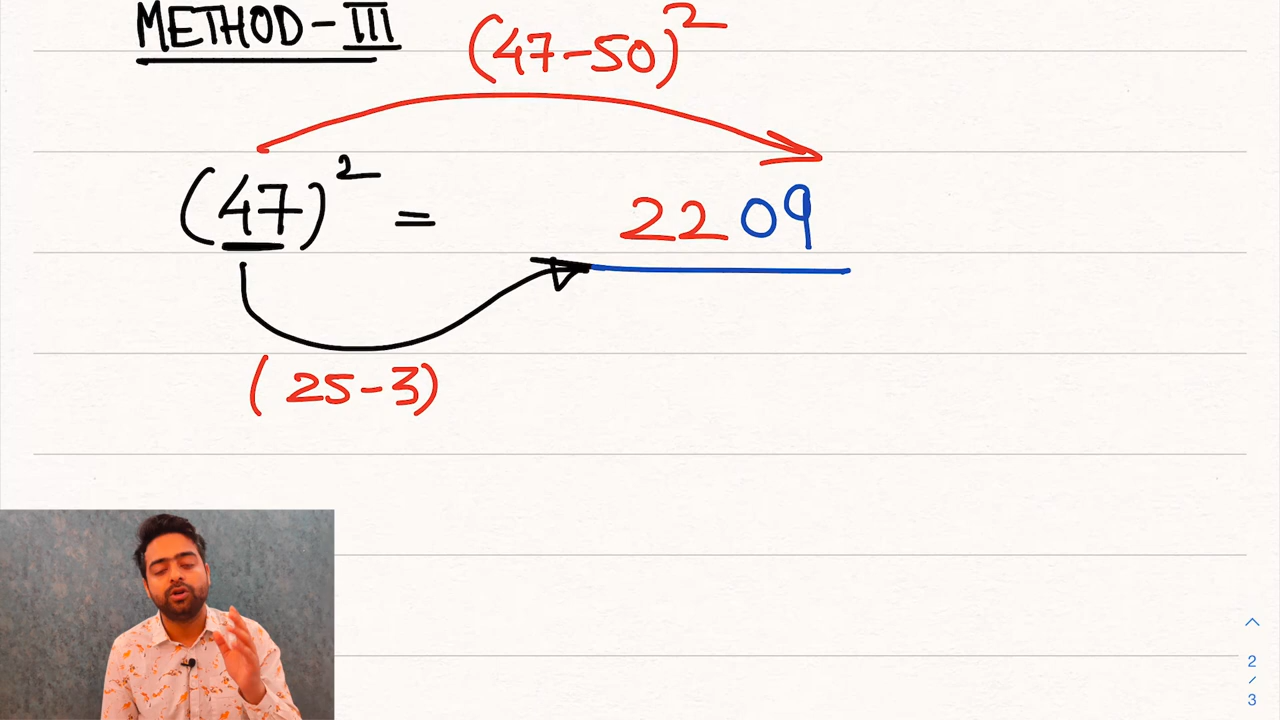 METHOD-III
(47-50)²
(47)² = 2209
(25-3)
2
/
3